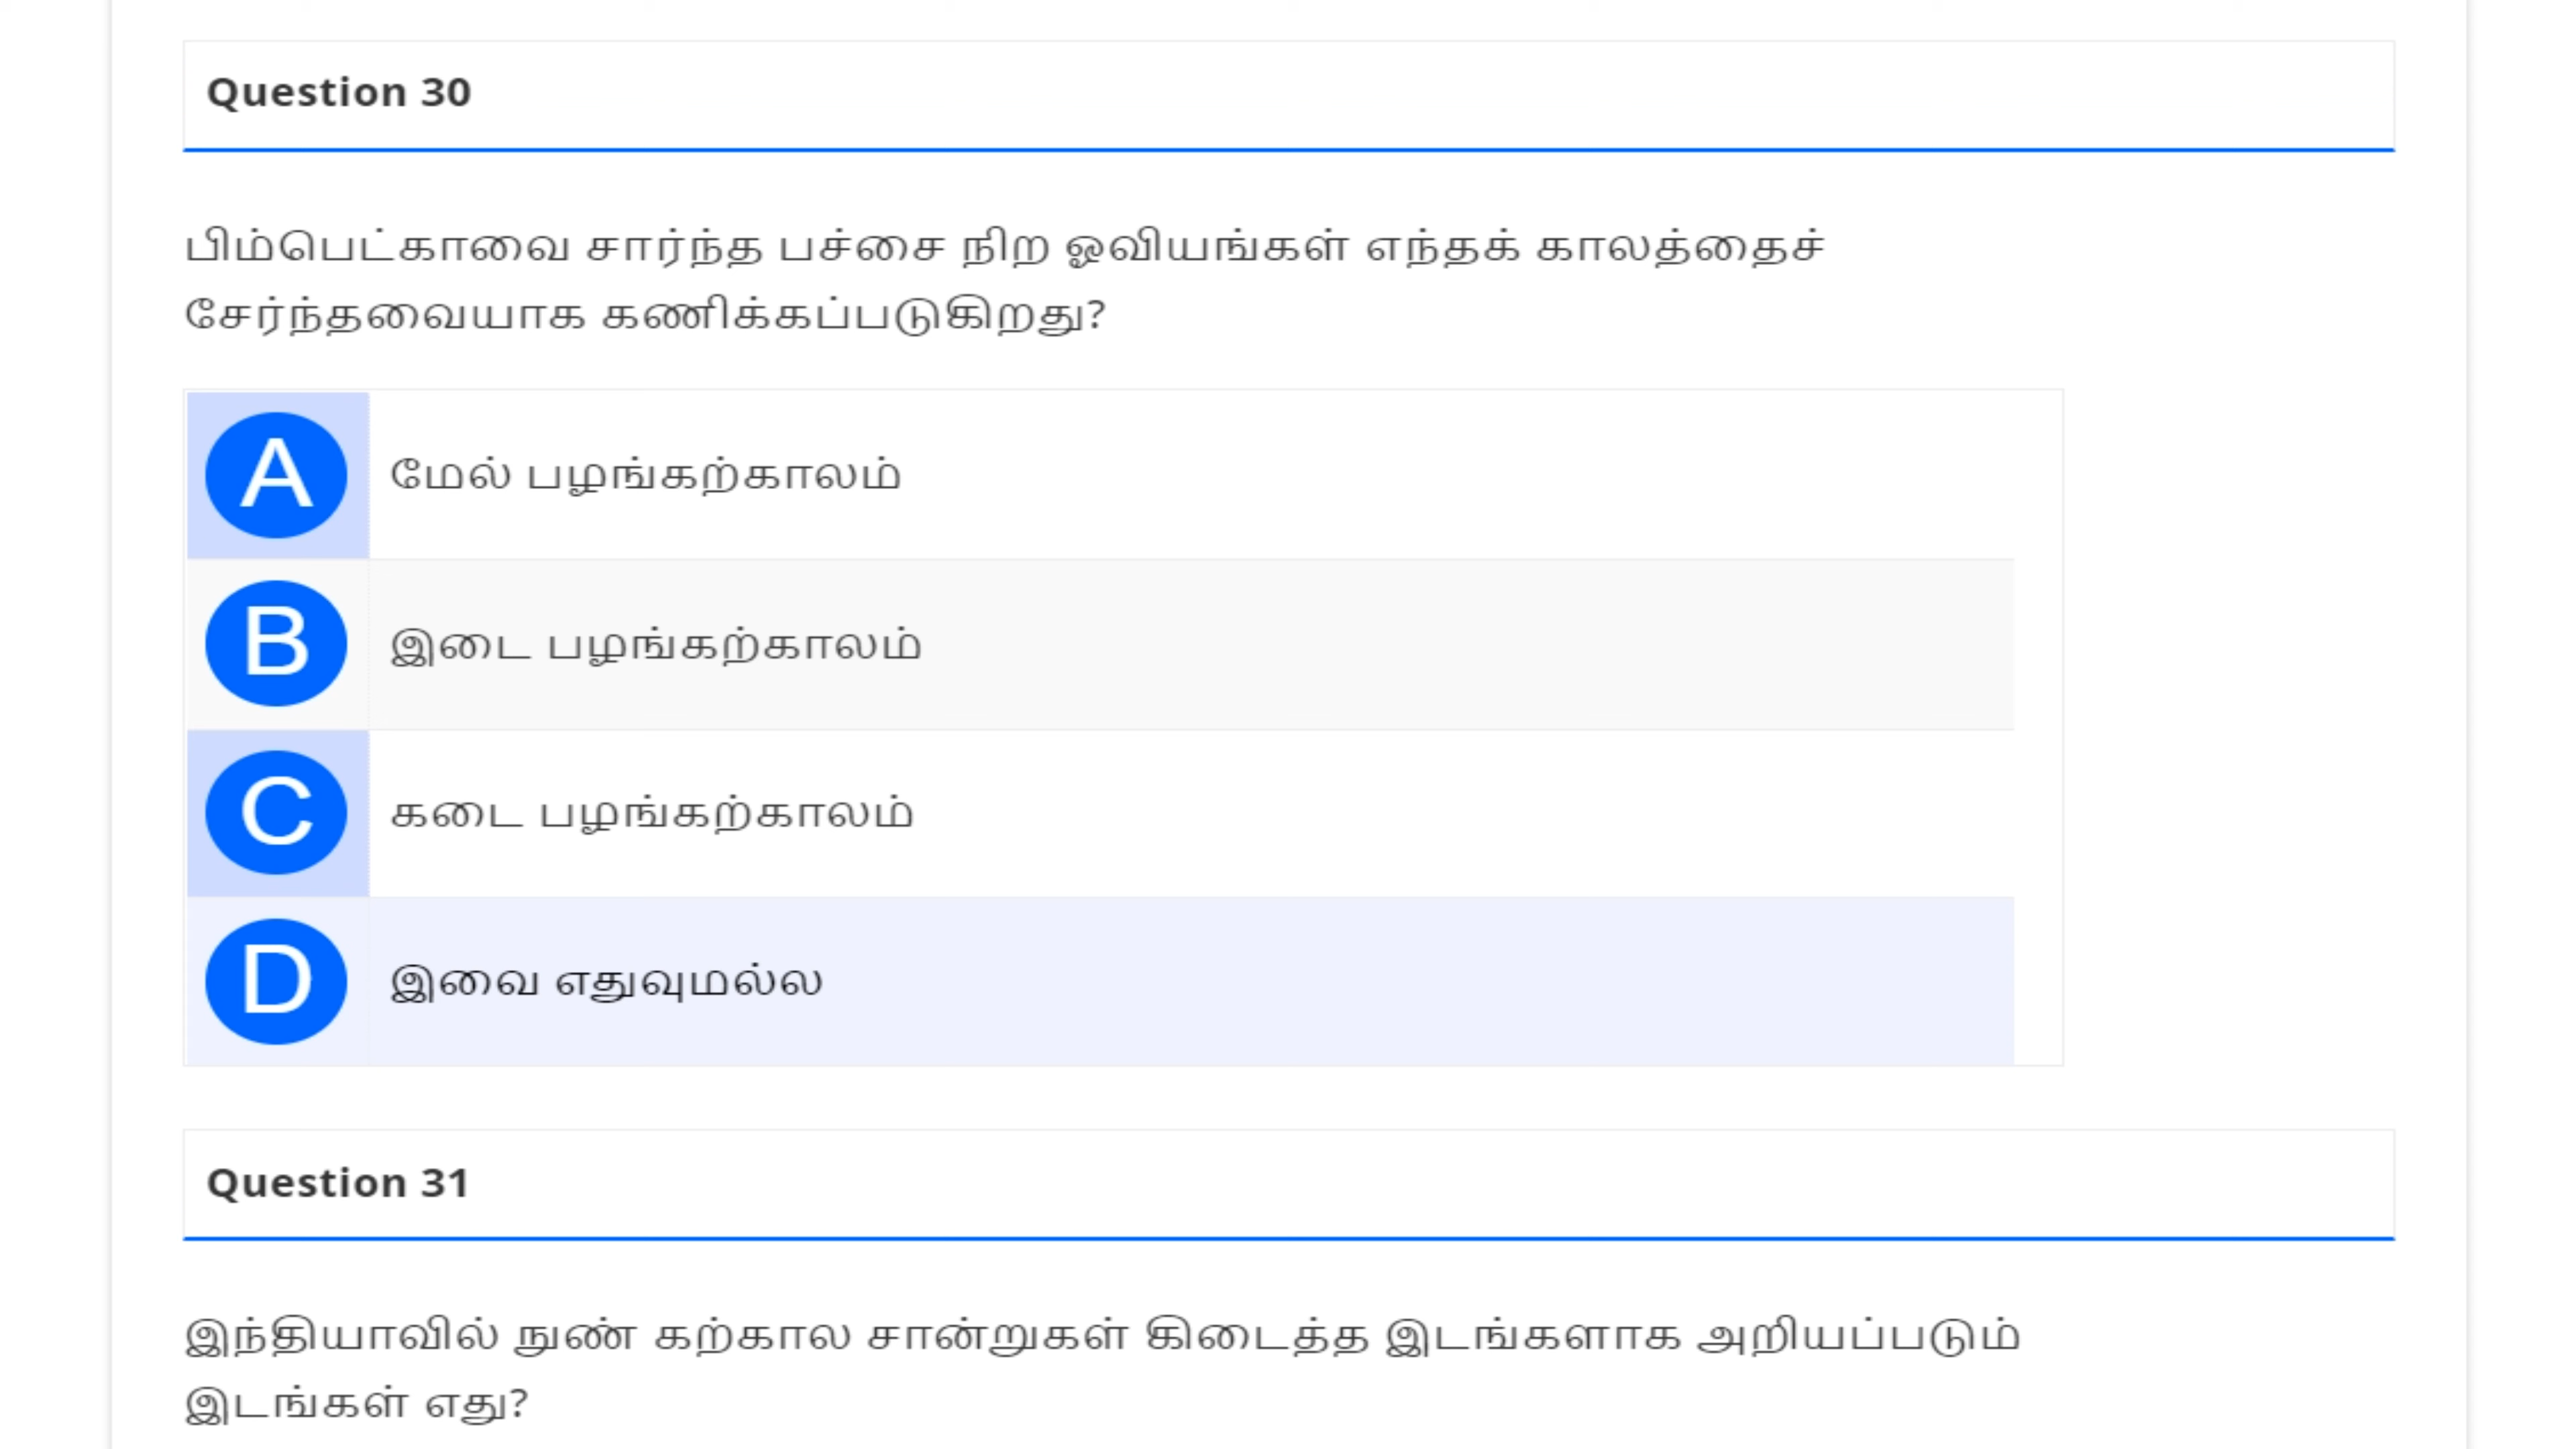 Question 30
பிம்பெட்காவை சார்ந்த பச்சை நிற ஓவியங்கள் எந்தக் காலத்தைச்
சேர்ந்தவையாக கணிக்கப்படுகிறது?
A மேல் பழங்கற்காலம்
B இடை பழங்கற்காலம்
C கடை பழங்கற்காலம்
D இவை எதுவுமல்ல
Question 31
இந்தியாவில் நுண் கற்கால சான்றுகள் கிடைத்த இடங்களாக அறியப்படும்
இடங்கள் எது?